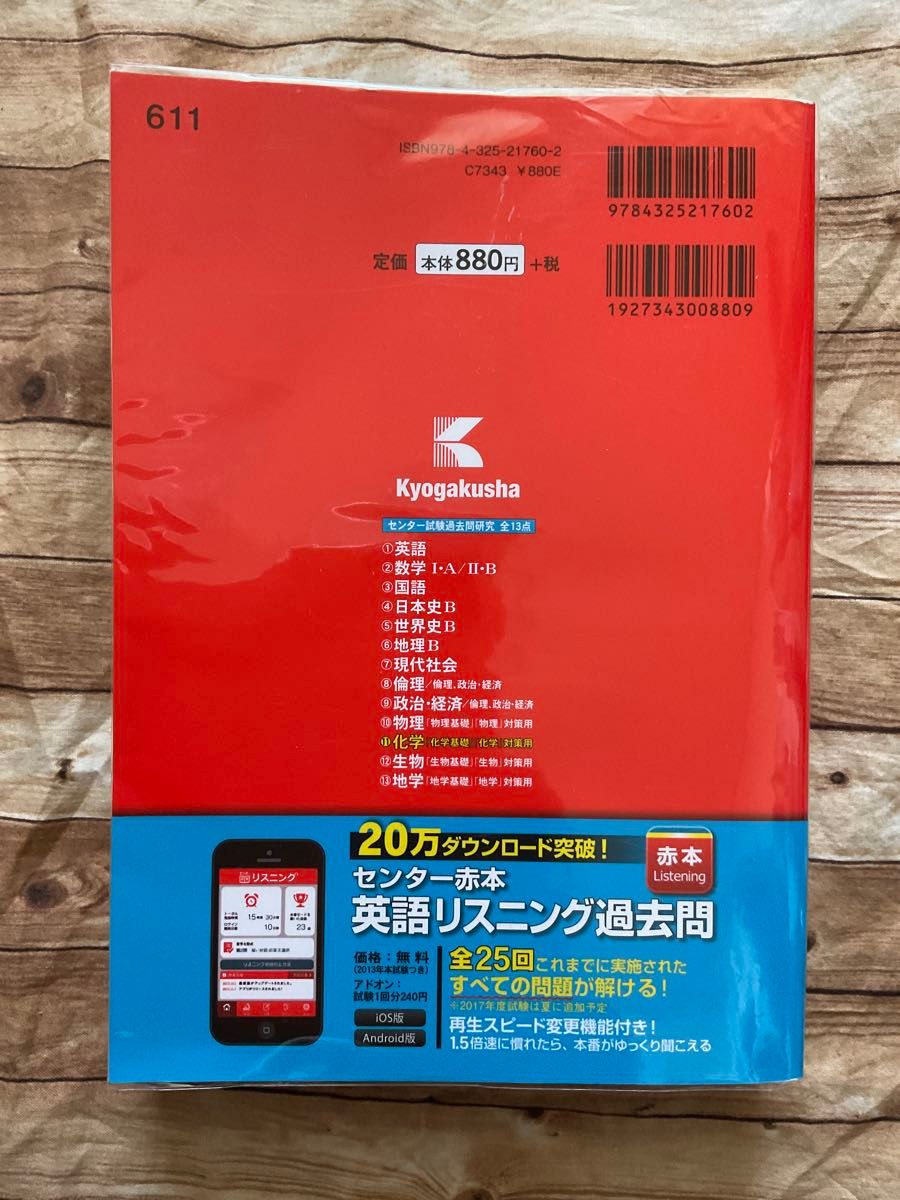 611
ISBN978-4-325-21760-2
C7343 ¥880E
9784325217602
定価 本体880円 +税
1927343008809
Kyogakusha
センター試験過去問研究 全13点
①英語
②数学 I・A/II・B
③国語
④日本史B
⑤世界史B
⑥地理B
⑦現代社会
⑧倫理/倫理、政治・経済
⑨政治・経済/倫理、政治・経済
⑩物理「物理基礎」「物理」対策用
⑪化学「化学基礎」「化学」対策用
⑫生物「生物基礎」「生物」対策用
⑬地学「地学基礎」「地学」対策用
20万ダウンロード突破！
赤本
Listening
センター赤本
英語リスニング過去問
リスニング
15時間 30分
10日
23
価格：無料
(2013年本試験つき)
アドオン：
試験1回分240円
iOS版
Android版
全25回これまでに実施された
すべての問題が解ける！
※2017年度試験は夏に追加予定
再生スピード変更機能付き！
1.5倍速に慣れたら、本番がゆっくり聞こえる